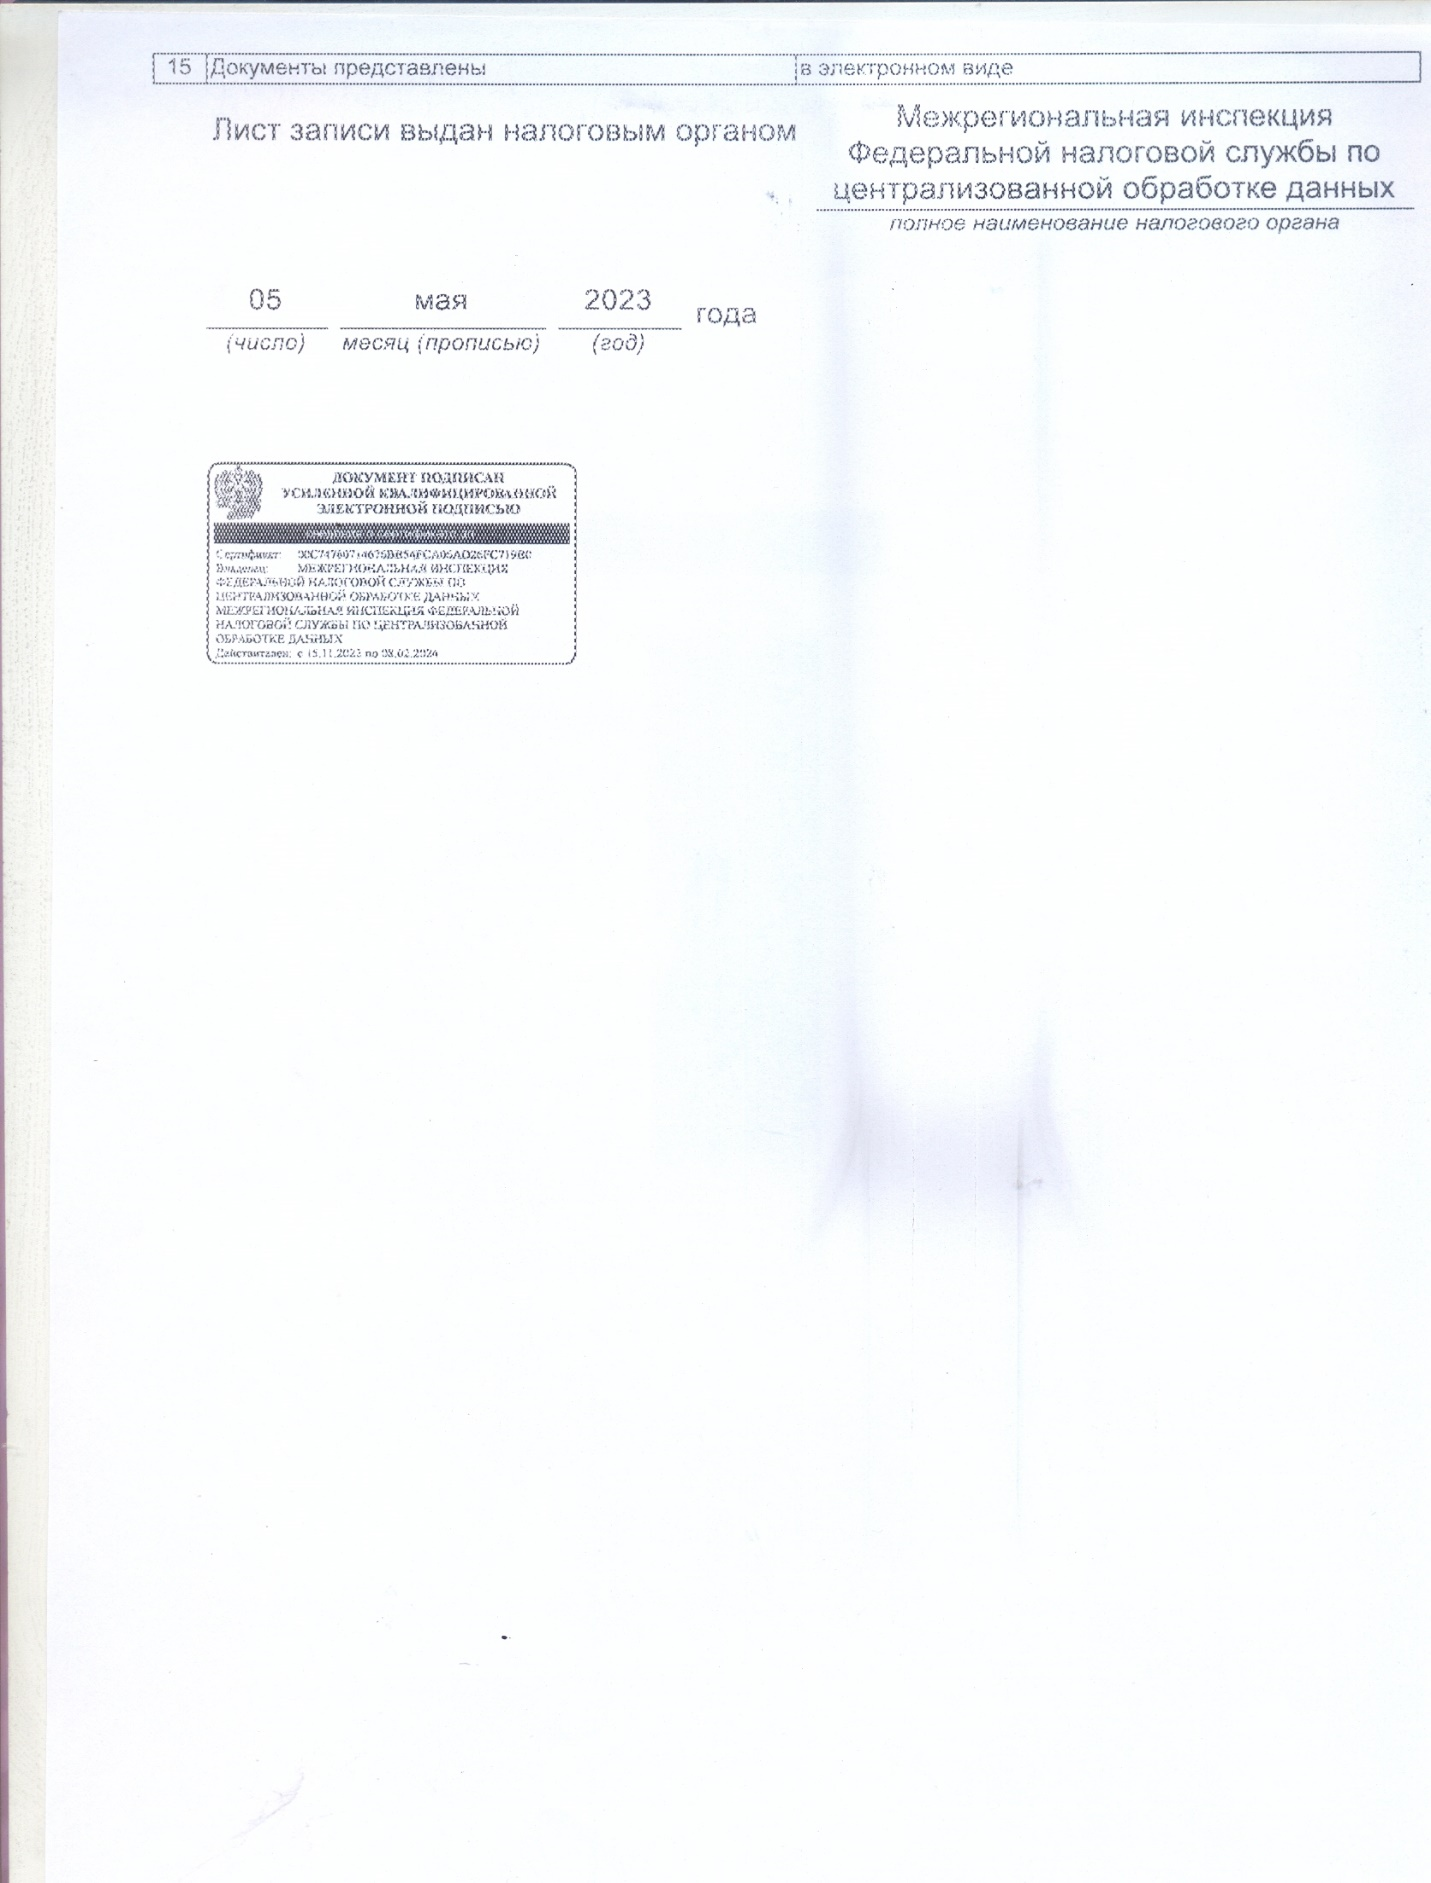 15 Документы представлены в электронном виде
Лист записи выдан налоговым органом
Межрегиональная инспекция
Федеральной налоговой службы по
централизованной обработке данных
полное наименование налогового органа
05 мая 2023 года
(число) месяц (прописью) (год)
ДОКУМЕНТ ПОДПИСАН
УСИЛЕННОЙ КВАЛИФИЦИРОВАННОЙ
ЭЛЕКТРОННОЙ ПОДПИСЬЮ
Сертификат:
Владелец: МЕЖРЕГИОНАЛЬНАЯ ИНСПЕКЦИЯ
ФЕДЕРАЛЬНОЙ НАЛОГОВОЙ СЛУЖБЫ ПО
ЦЕНТРАЛИЗОВАННОЙ ОБРАБОТКЕ ДАННЫХ
МЕЖРЕГИОНАЛЬНАЯ ИНСПЕКЦИЯ ФЕДЕРАЛЬНОЙ
НАЛОГОВОЙ СЛУЖБЫ ПО ЦЕНТРАЛИЗОВАННОЙ
ОБРАБОТКЕ ДАННЫХ
Действителен: с по